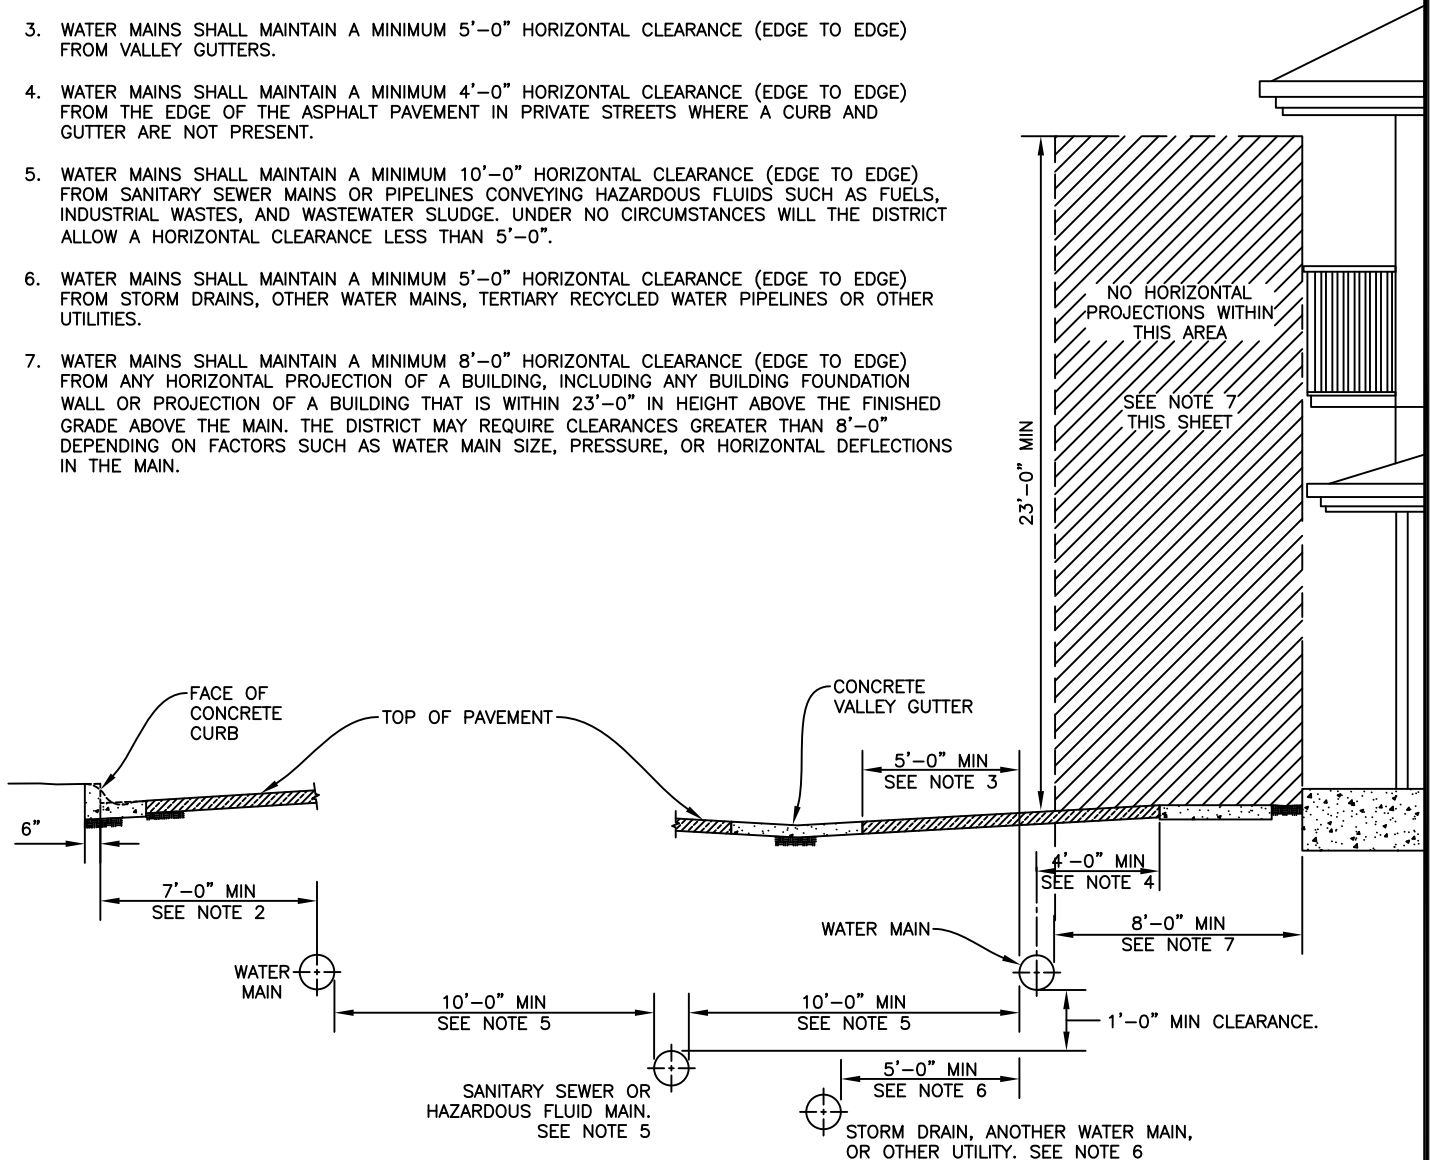 3. WATER MAINS SHALL MAINTAIN A MINIMUM 5'-0" HORIZONTAL CLEARANCE (EDGE TO EDGE)
FROM VALLEY GUTTERS.
4. WATER MAINS SHALL MAINTAIN A MINIMUM 4'-0" HORIZONTAL CLEARANCE (EDGE TO EDGE)
FROM THE EDGE OF THE ASPHALT PAVEMENT IN PRIVATE STREETS WHERE A CURB AND
GUTTER ARE NOT PRESENT.
5. WATER MAINS SHALL MAINTAIN A MINIMUM 10'-0" HORIZONTAL CLEARANCE (EDGE TO EDGE)
FROM SANITARY SEWER MAINS OR PIPELINES CONVEYING HAZARDOUS FLUIDS SUCH AS FUELS,
INDUSTRIAL WASTES, AND WASTEWATER SLUDGE. UNDER NO CIRCUMSTANCES WILL THE DISTRICT
ALLOW A HORIZONTAL CLEARANCE LESS THAN 5'-0".
6. WATER MAINS SHALL MAINTAIN A MINIMUM 5'-0" HORIZONTAL CLEARANCE (EDGE TO EDGE)
FROM STORM DRAINS, OTHER WATER MAINS, TERTIARY RECYCLED WATER PIPELINES OR OTHER
UTILITIES.
7. WATER MAINS SHALL MAINTAIN A MINIMUM 8'-0" HORIZONTAL CLEARANCE (EDGE TO EDGE)
FROM ANY HORIZONTAL PROJECTION OF A BUILDING, INCLUDING ANY BUILDING FOUNDATION
WALL OR PROJECTION OF A BUILDING THAT IS WITHIN 23'-0" IN HEIGHT ABOVE THE FINISHED
GRADE ABOVE THE MAIN. THE DISTRICT MAY REQUIRE CLEARANCES GREATER THAN 8'-0"
DEPENDING ON FACTORS SUCH AS WATER MAIN SIZE, PRESSURE, OR HORIZONTAL DEFLECTIONS
IN THE MAIN.
NO HORIZONTAL
PROJECTIONS WITHIN
THIS AREA
SEE NOTE 7
THIS SHEET
23'-0" MIN
FACE OF
CONCRETE
CURB
TOP OF PAVEMENT
CONCRETE
VALLEY GUTTER
5'-0" MIN
SEE NOTE 3
6"
4'-0" MIN
SEE NOTE 4
7'-0" MIN
SEE NOTE 2
WATER MAIN
8'-0" MIN
SEE NOTE 7
WATER
MAIN
10'-0" MIN
SEE NOTE 5
10'-0" MIN
SEE NOTE 5
1'-0" MIN CLEARANCE.
5'-0" MIN
SEE NOTE 6
SANITARY SEWER OR
HAZARDOUS FLUID MAIN.
SEE NOTE 5
STORM DRAIN, ANOTHER WATER MAIN,
OR OTHER UTILITY. SEE NOTE 6